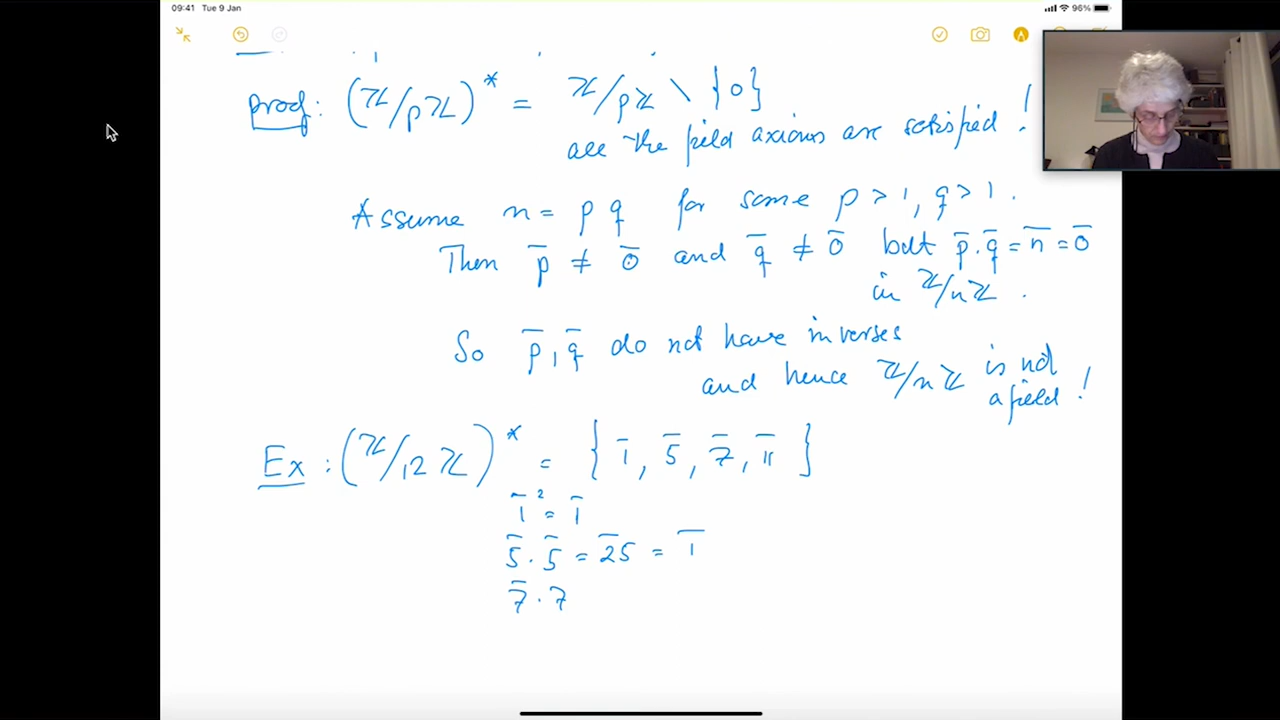 09:41 Tue 9 Jan 96%
proof: (ℤ/pℤ)* = ℤ/pℤ \ {0}
all the field axioms are satisfied!
Assume n = p q for some p > 1, q > 1.
Then p̄ ≠ 0̄ and q̄ ≠ 0̄ but p̄·q̄ = n̄ = 0̄
in ℤ/nℤ.
So p̄, q̄ do not have inverses
and hence ℤ/nℤ is not
a field!
Ex: (ℤ/12ℤ)* = {1̄, 5̄, 7̄, 1̅1̅}
1̄² = 1̄
5̄·5̄ = 2̅5 = 1̄
7̄·7